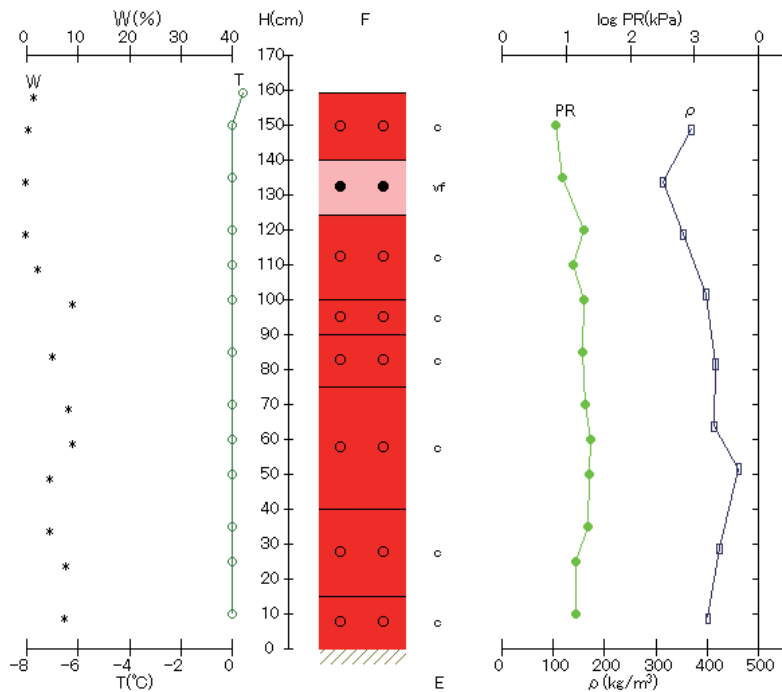 W(%) H(cm) F log PR(kPa)
0 10 20 30 40 0 1 2 3 4
170
160
150
140
130
120
110
100
90
80
70
60
50
40
30
20
10
0
W T PR ρ
c
vf
c
c
c
c
c
c
-8 -6 -4 -2 0 0 100 200 300 400 500
T(℃) E ρ (kg/m³)